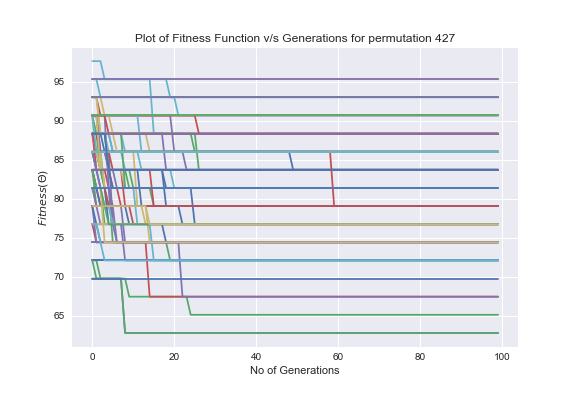 Plot of Fitness Function v/s Generations for permutation 427
95
90
85
80
75
70
65
Fitness(Θ)
0 20 40 60 80 100
No of Generations